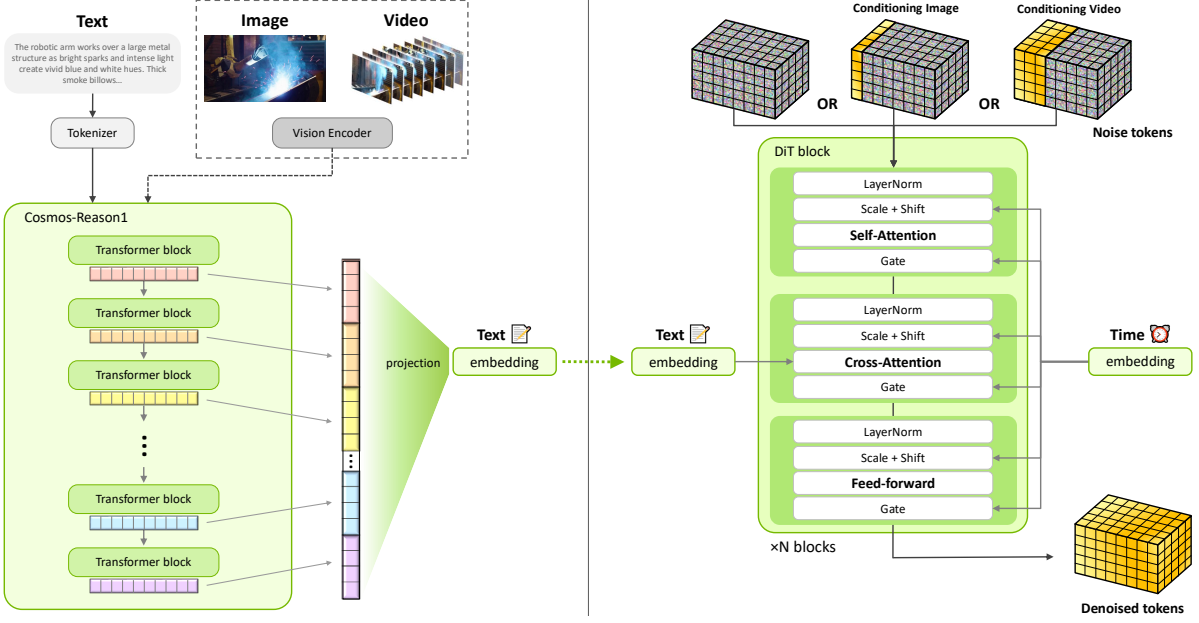 Text
Image
Video
The robotic arm works over a large metal
structure as bright sparks and intense light
create vivid blue and white hues. Thick
smoke billows...
Tokenizer
Vision Encoder
Cosmos-Reason1
Transformer block
Transformer block
Transformer block
Transformer block
Transformer block
projection
Text
embedding
Conditioning Image
Conditioning Video
OR
OR
Noise tokens
DiT block
LayerNorm
Scale + Shift
Self-Attention
Gate
LayerNorm
Scale + Shift
Cross-Attention
Gate
LayerNorm
Scale + Shift
Feed-forward
Gate
Text
embedding
Time
embedding
×N blocks
Denoised tokens